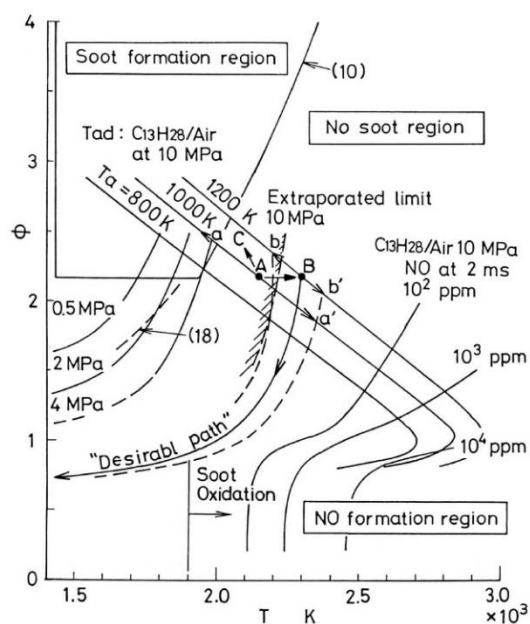 4
3
2
1
0
ϕ
Soot formation region
(10)
No soot region
Tad : C13H28/Air
at 10 MPa
1200 K
1000K
Ta = 800K
Extraporated limit
10 MPa
a
C
b
A
B
b'
a'
C13H28/Air 10 MPa
NO at 2 ms
10² ppm
0.5 MPa
2 MPa
4 MPa
(18)
10³ ppm
10⁴ ppm
"Desirabl path"
Soot
Oxidation
NO formation region
1.5
2.0
2.5
3.0
×10³
T K